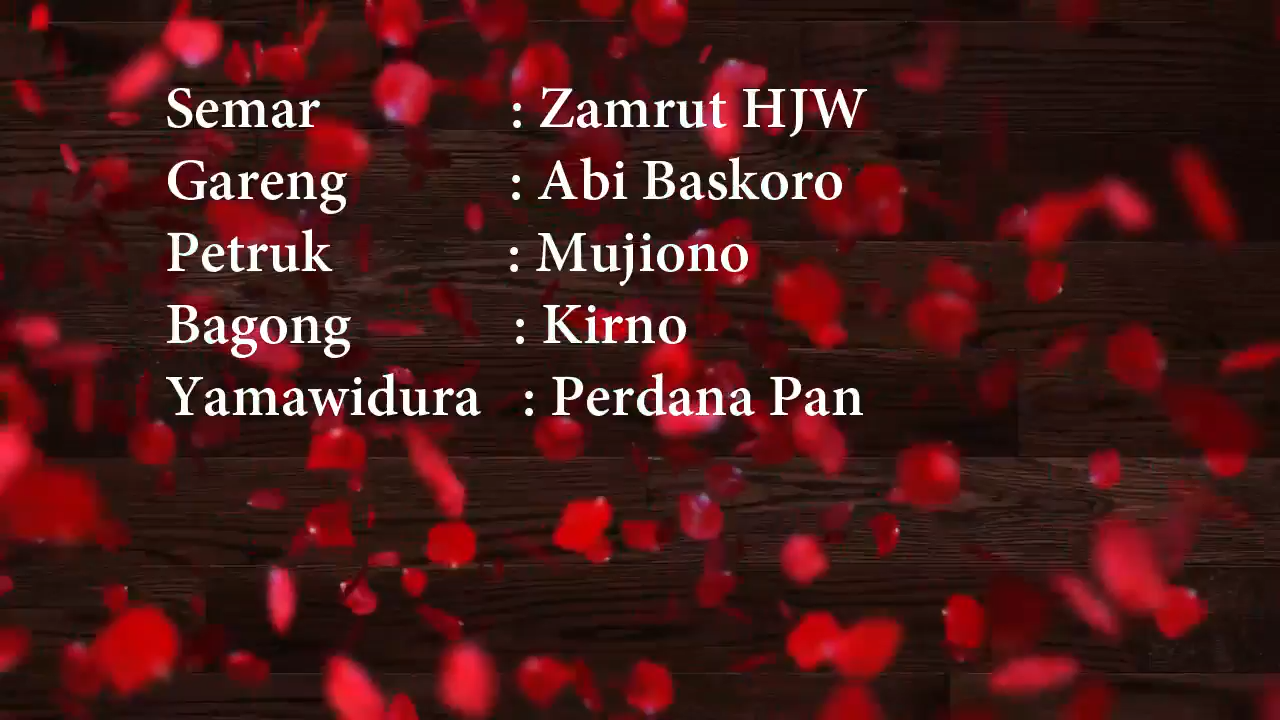 Semar : Zamrut HJW
Gareng : Abi Baskoro
Petruk : Mujiono
Bagong : Kirno
Yamawidura : Perdana Pan